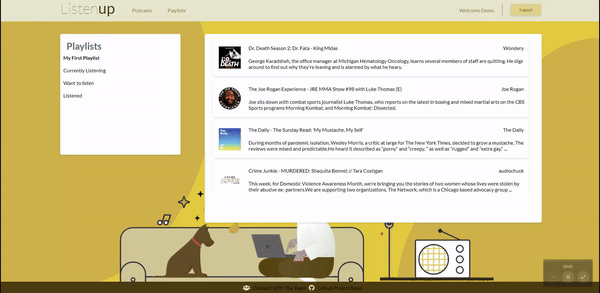 Listenup
Podcasts
Playlists
Welcome Demo
Playlists
My First Playlist
Currently Listening
Want to listen
Listened
Dr. Death Season 2: Dr. Fata - King Midas
Wondery
George Karadsheh, the office manager at Michigan Hematology Oncology, learns several members of staff are quitting. He digs
around to find out why they're leaving and is alarmed by what he hears.
The Joe Rogan Experience - JRE MMA Show #98 with Luke Thomas (E)
Joe Rogan
Joe sits down with combat sports journalist Luke Thomas, who reports on the latest in boxing and mixed martial arts on the CBS
Sports programs Morning Kombat, and Morning Combat: Dissected.
The Daily - The Sunday Read: 'My Mustache, My Self'
The Daily
During months of pandemic isolation, Wesley Morris, a critic at large for The New York Times, decided to grow a mustache. The
reviews were mixed and predictable.He heard it described as "porny" and "creepy, " as well as "rugged" and "extra gay," ...
Crime Junkie - MURDERED: Shaquita Bennet // Tara Costigan
audiochuck
This week, for Domestic Violence Awareness Month, we're bringing you the stories of two women whose lives were stolen by
their abusive ex- partners.We are supporting two organizations. The Network, which is a Chicago based advocacy group ...
Connect With The Team
Github Project Repo